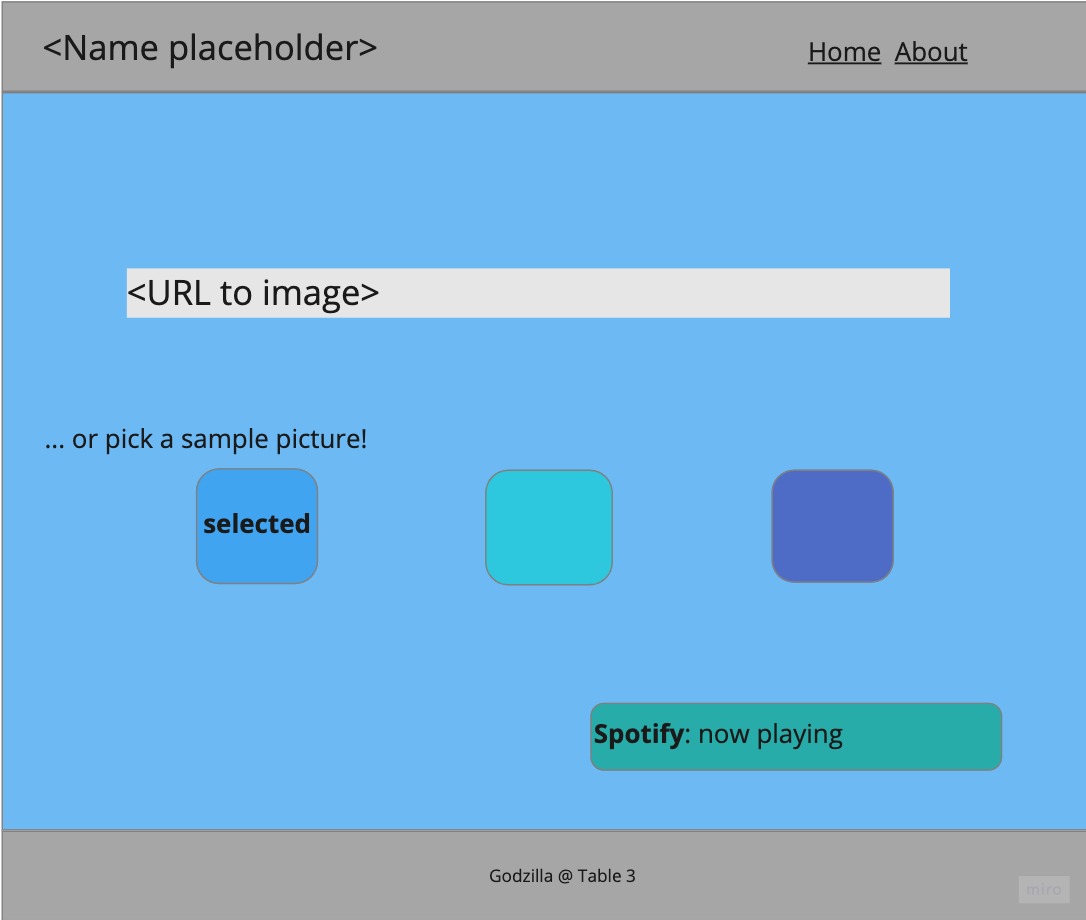 <Name placeholder>
Home About
<URL to image>
... or pick a sample picture!
selected
Spotify: now playing
Godzilla @ Table 3
miro